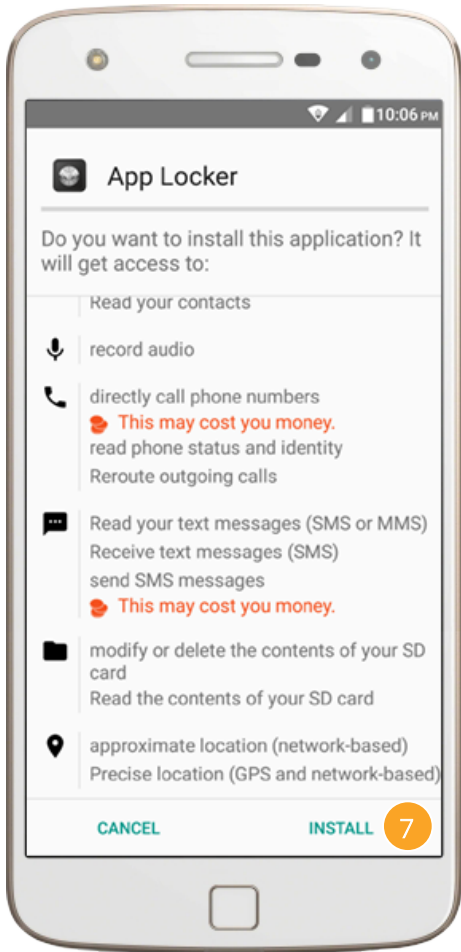 10:06 PM
App Locker
Do you want to install this application? It
will get access to:
Read your contacts
record audio
directly call phone numbers
This may cost you money.
read phone status and identity
Reroute outgoing calls
Read your text messages (SMS or MMS)
Receive text messages (SMS)
send SMS messages
This may cost you money.
modify or delete the contents of your SD
card
Read the contents of your SD card
approximate location (network-based)
Precise location (GPS and network-based)
CANCEL INSTALL 7